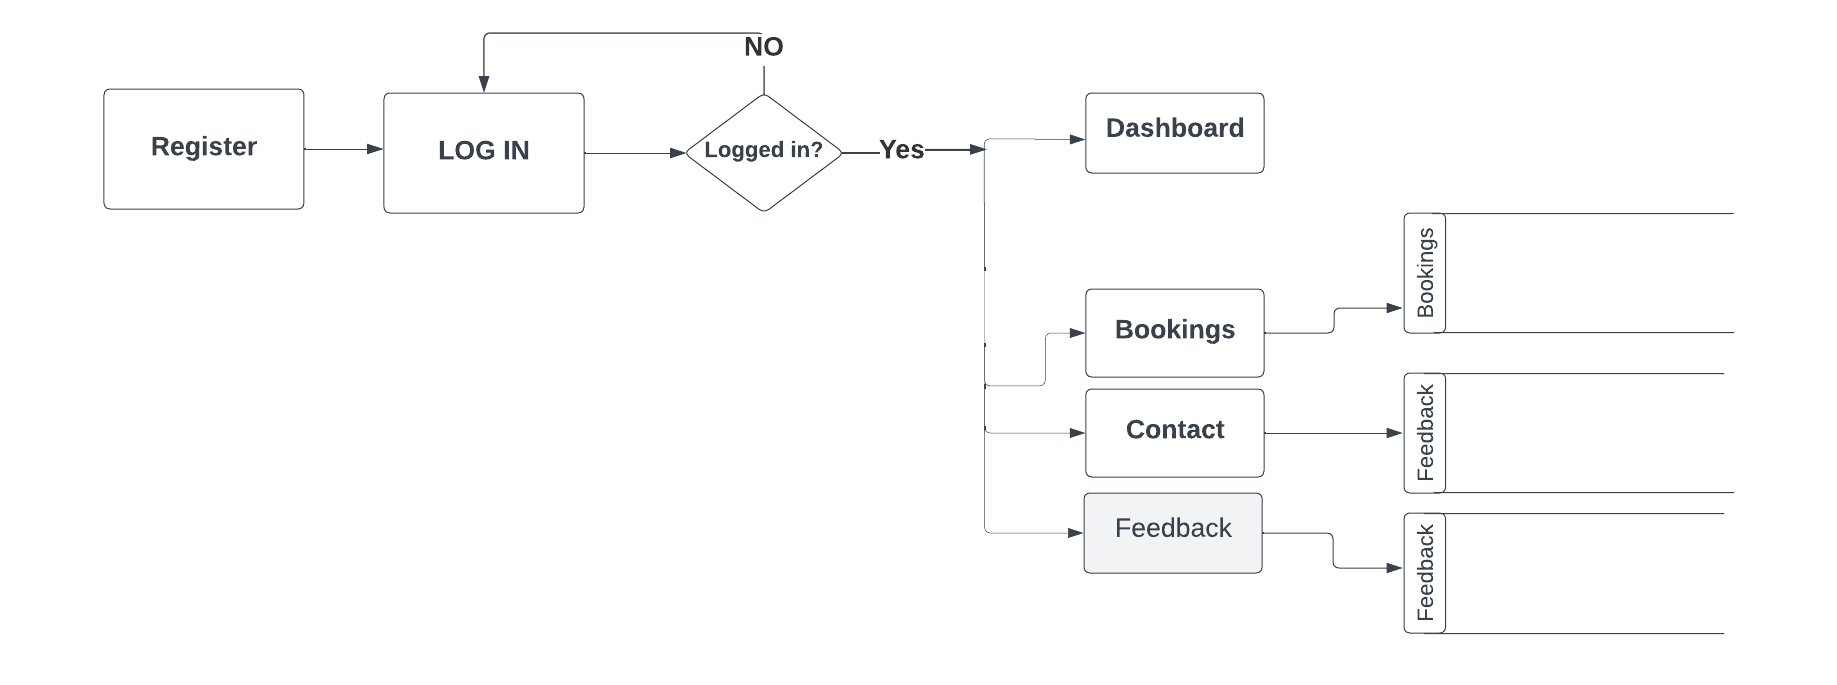 NO
Register
LOG IN
Logged in?
Yes
Dashboard
Bookings
Contact
Feedback
Bookings
Feedback
Feedback